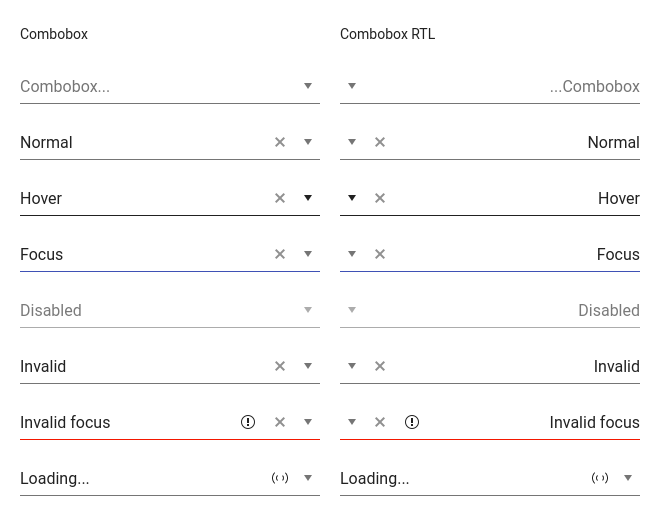 Combobox
Combobox RTL
Combobox...
...Combobox
Normal
Normal
Hover
Hover
Focus
Focus
Disabled
Disabled
Invalid
Invalid
Invalid focus
Invalid focus
Loading...
Loading...